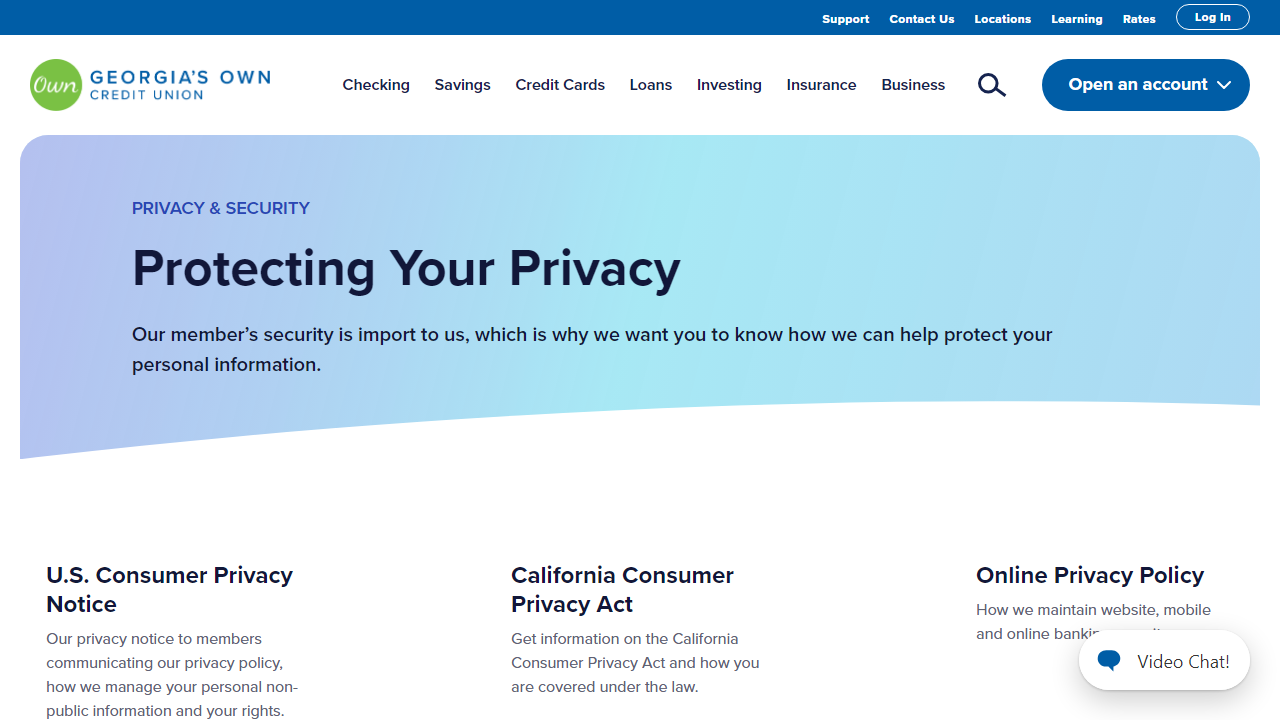 Support Contact Us Locations Learning Rates Log In
Own GEORGIA'S OWN
CREDIT UNION
Checking Savings Credit Cards Loans Investing Insurance Business Open an account
PRIVACY & SECURITY
Protecting Your Privacy
Our member’s security is import to us, which is why we want you to know how we can help protect your
personal information.
U.S. Consumer Privacy
Notice
Our privacy notice to members
communicating our privacy policy,
how we manage your personal non-
public information and your rights.
California Consumer
Privacy Act
Get information on the California
Consumer Privacy Act and how you
are covered under the law.
Online Privacy Policy
How we maintain website, mobile
and online
Video Chat!